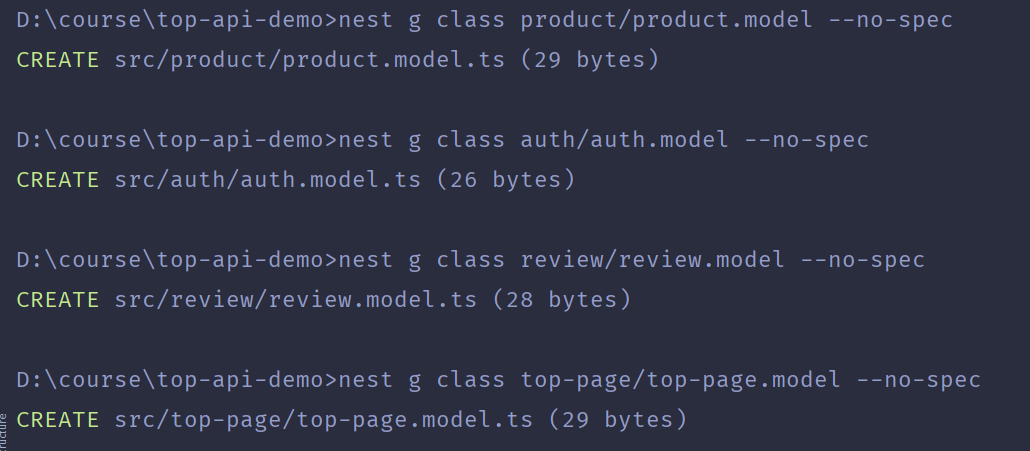 D:\course\top-api-demo>nest g class product/product.model --no-spec
CREATE src/product/product.model.ts (29 bytes)
D:\course\top-api-demo>nest g class auth/auth.model --no-spec
CREATE src/auth/auth.model.ts (26 bytes)
D:\course\top-api-demo>nest g class review/review.model --no-spec
CREATE src/review/review.model.ts (28 bytes)
D:\course\top-api-demo>nest g class top-page/top-page.model --no-spec
CREATE src/top-page/top-page.model.ts (29 bytes)